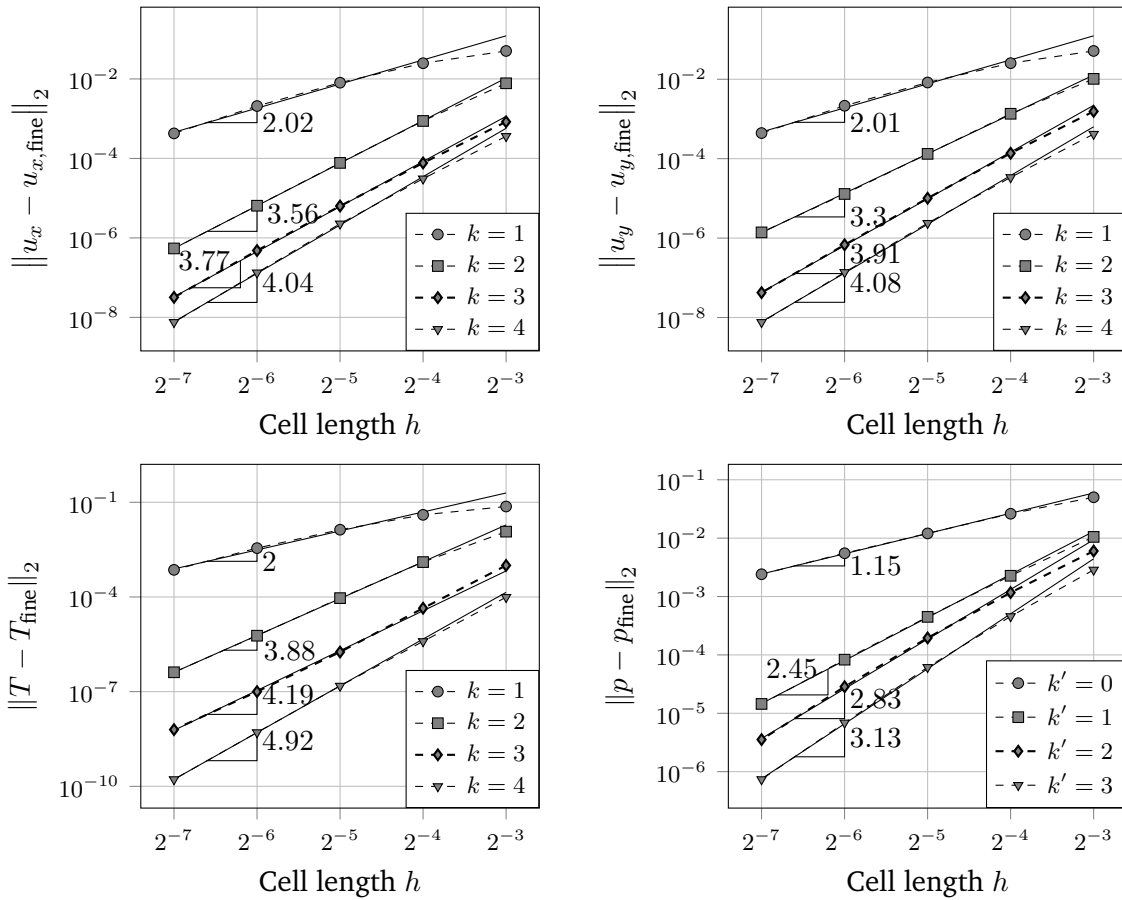 ‖u_x − u_{x,fine}‖_2
10^{-2}
10^{-4}
10^{-6}
10^{-8}
2.02
3.56
3.77
4.04
k = 1
k = 2
k = 3
k = 4
2^{-7} 2^{-6} 2^{-5} 2^{-4} 2^{-3}
Cell length h
‖u_y − u_{y,fine}‖_2
10^{-2}
10^{-4}
10^{-6}
10^{-8}
2.01
3.3
3.91
4.08
k = 1
k = 2
k = 3
k = 4
2^{-7} 2^{-6} 2^{-5} 2^{-4} 2^{-3}
Cell length h
‖T − T_{fine}‖_2
10^{-1}
10^{-4}
10^{-7}
10^{-10}
2
3.88
4.19
4.92
k = 1
k = 2
k = 3
k = 4
2^{-7} 2^{-6} 2^{-5} 2^{-4} 2^{-3}
Cell length h
‖p − p_{fine}‖_2
10^{-1}
10^{-2}
10^{-3}
10^{-4}
10^{-5}
10^{-6}
1.15
2.45
2.83
3.13
k′ = 0
k′ = 1
k′ = 2
k′ = 3
2^{-7} 2^{-6} 2^{-5} 2^{-4} 2^{-3}
Cell length h